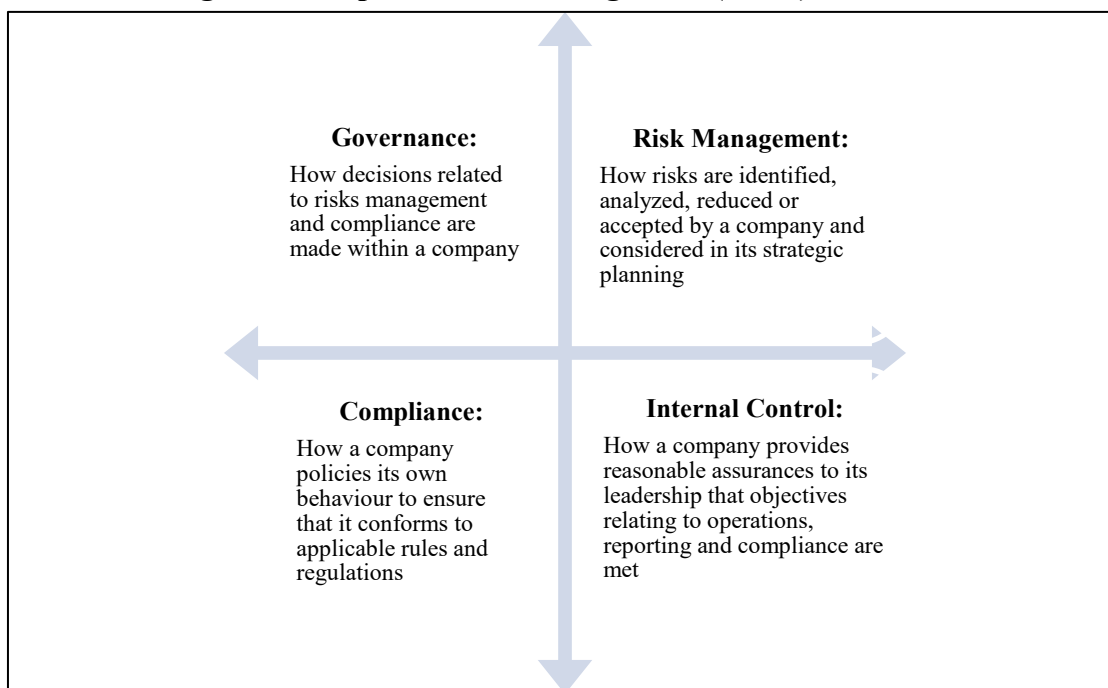 Governance:
How decisions related
to risks management
and compliance are
made within a company
Risk Management:
How risks are identified,
analyzed, reduced or
accepted by a company and
considered in its strategic
planning
Compliance:
How a company
policies its own
behaviour to ensure
that it conforms to
applicable rules and
regulations
Internal Control:
How a company provides
reasonable assurances to its
leadership that objectives
relating to operations,
reporting and compliance are
met